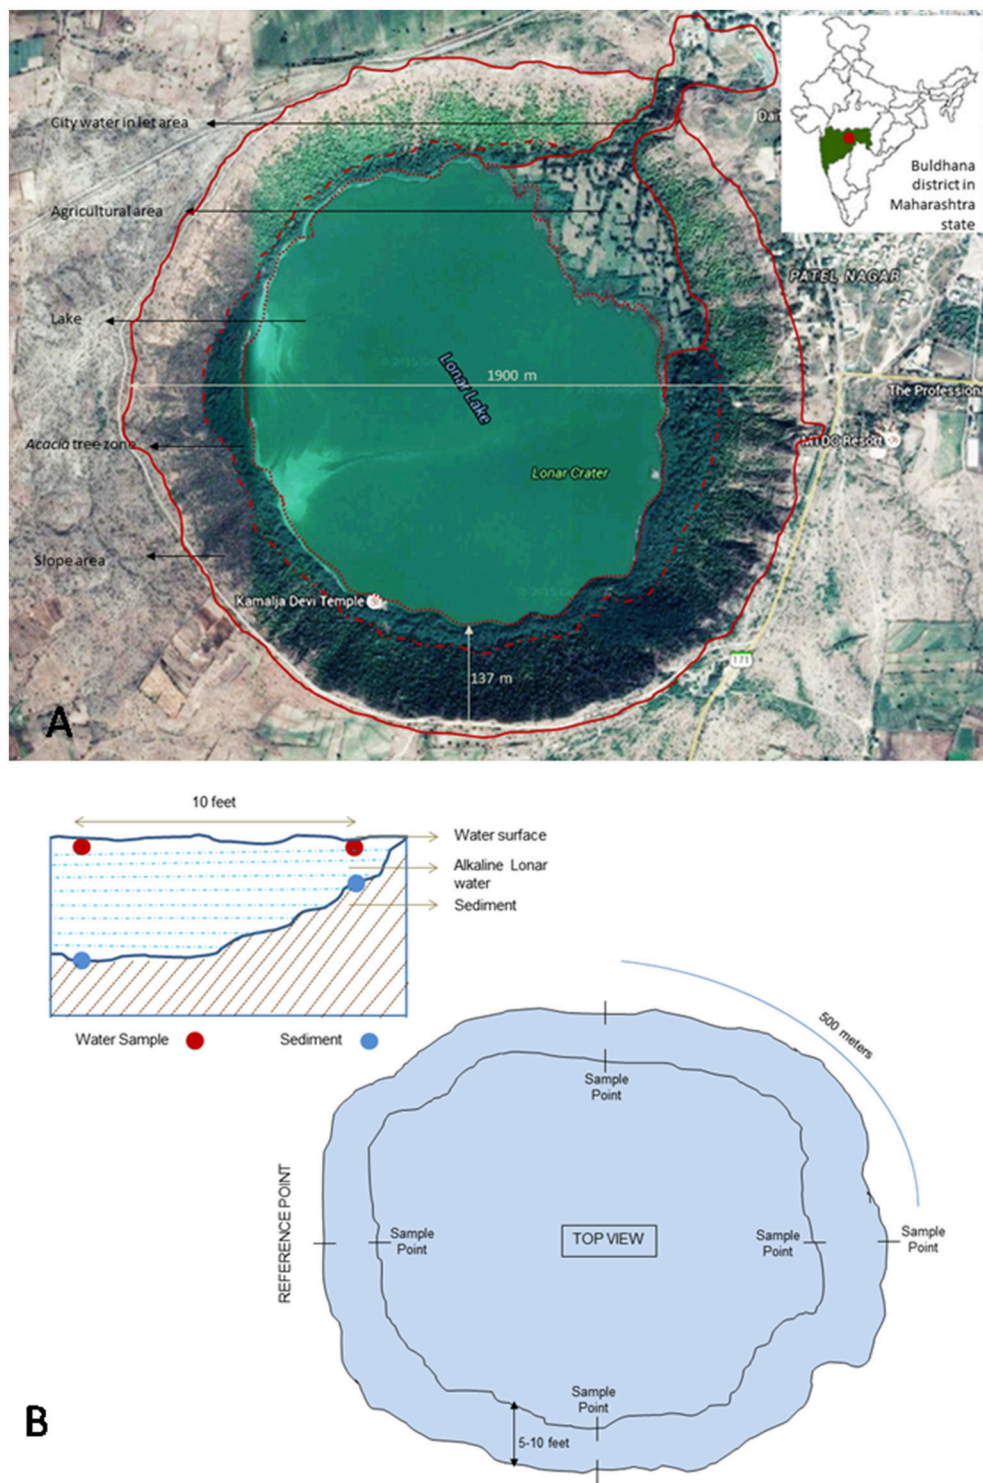 City water in let area
Dai
Buldhana
district in
Maharashtra
state
Agricultural area
PATEL NAGAR
Lake
Lonar Lake
1900 m
The Profession
Acacia tree zone
MTDC Resort
Lonar Crater
Slope area
Kamalja Devi Temple
137 m
A
10 feet
Water surface
Alkaline Lonar
water
Sediment
Water Sample
Sediment
500 meters
Sample
Point
REFERENCE POINT
Sample
Point
TOP VIEW
Sample
Point
Sample
Point
Sample
Point
5-10 feet
B